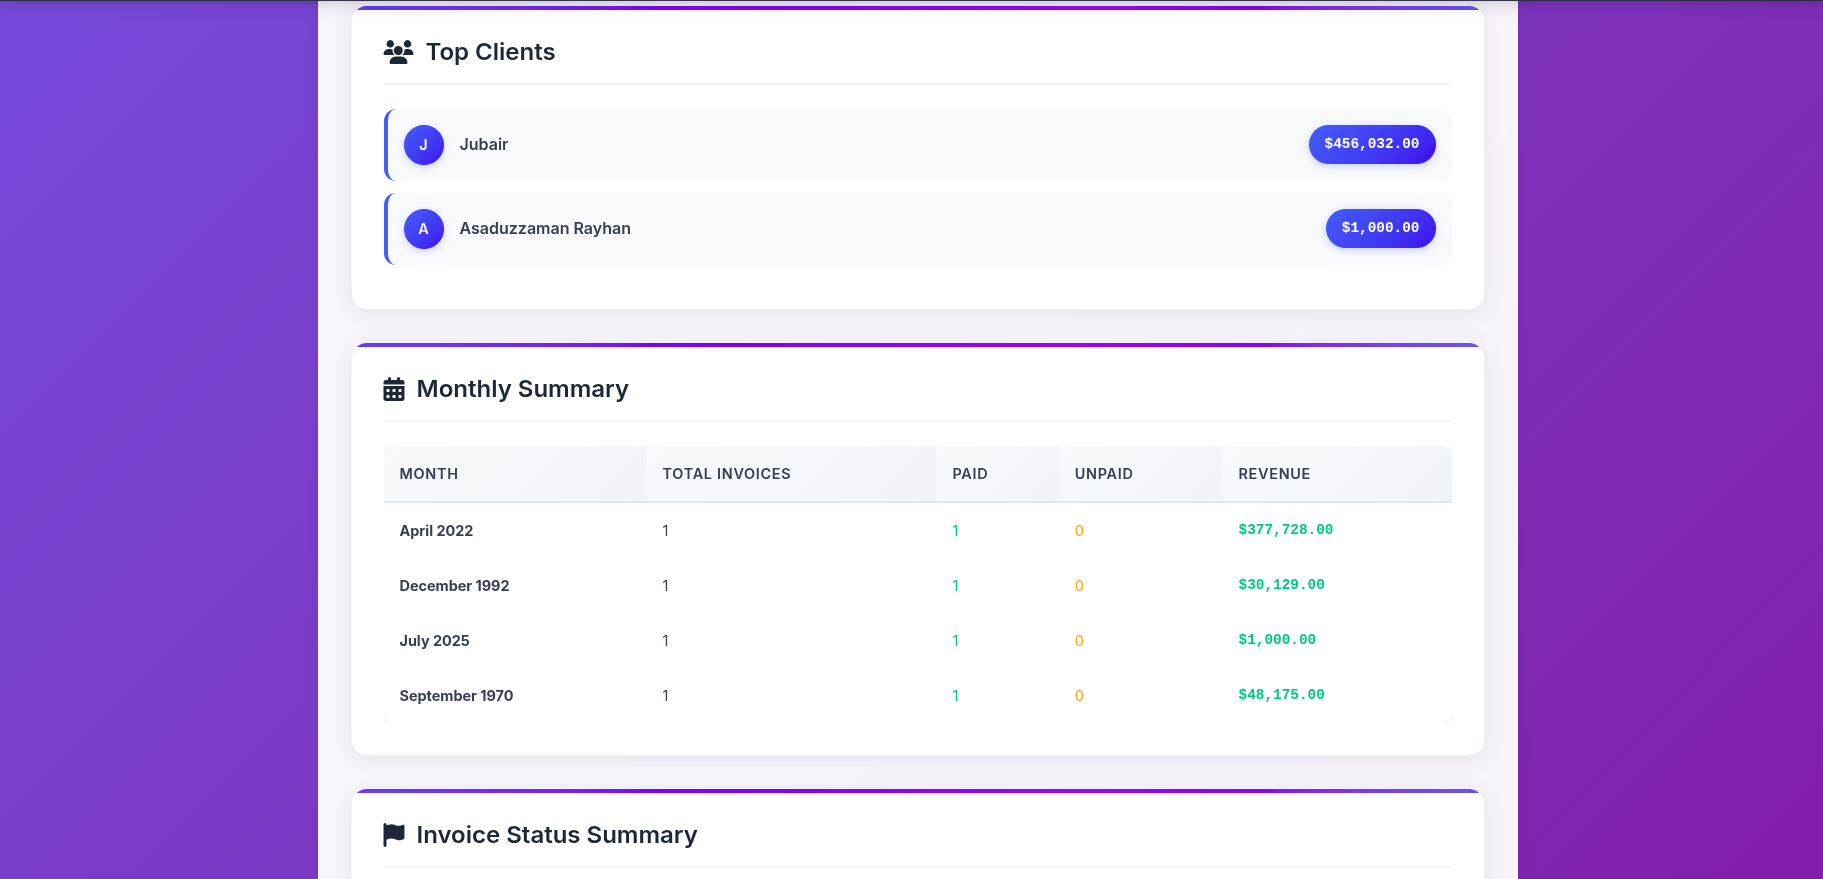 Top Clients
J Jubair $456,032.00
A Asaduzzaman Rayhan $1,000.00
Monthly Summary
MONTH TOTAL INVOICES PAID UNPAID REVENUE
April 2022 1 1 0 $377,728.00
December 1992 1 1 0 $30,129.00
July 2025 1 1 0 $1,000.00
September 1970 1 1 0 $48,175.00
Invoice Status Summary